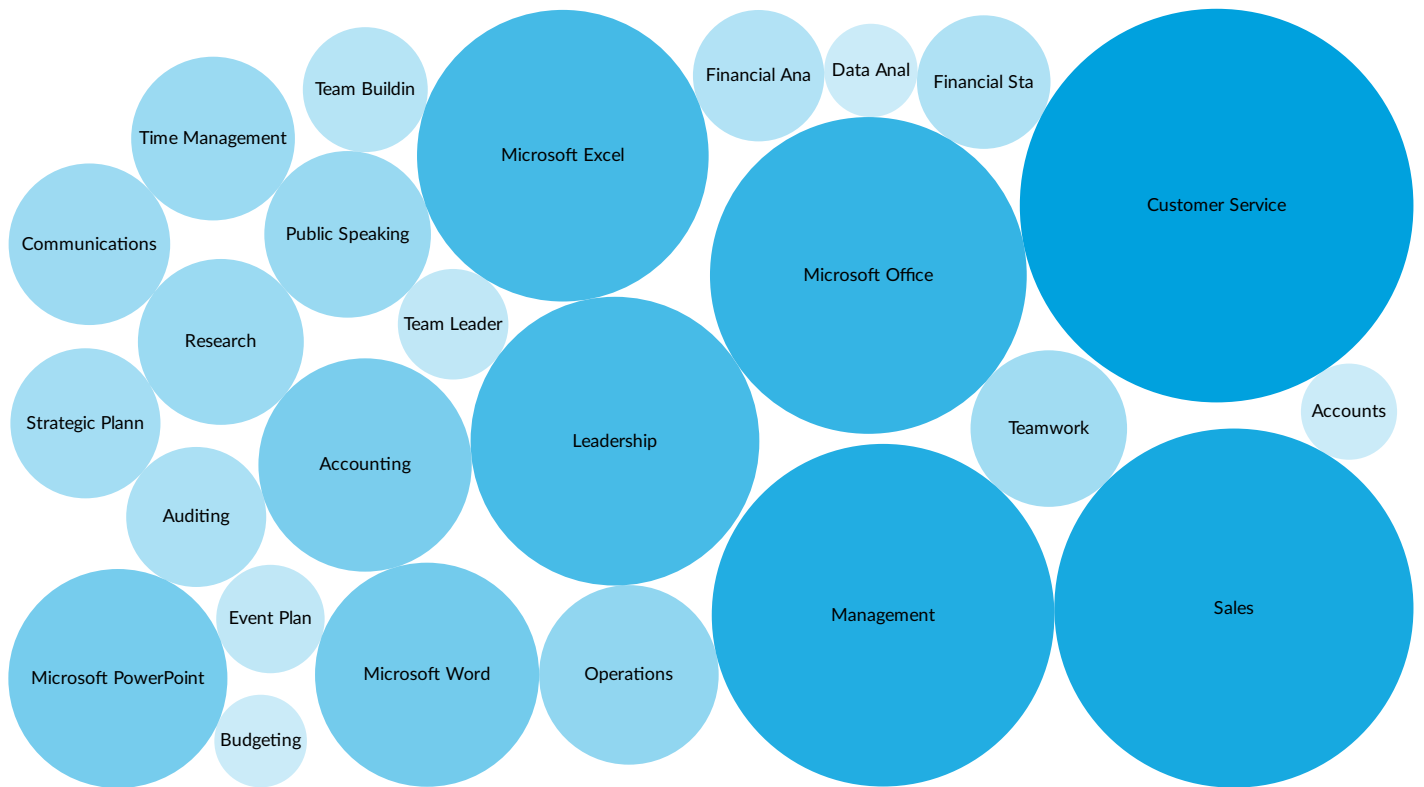 Financial Ana
Data Anal
Financial Sta
Team Buildin
Time Management
Microsoft Excel
Customer Service
Public Speaking
Communications
Microsoft Office
Team Leader
Research
Accounts
Strategic Plann
Teamwork
Leadership
Accounting
Auditing
Sales
Management
Event Plan
Microsoft PowerPoint
Microsoft Word
Operations
Budgeting